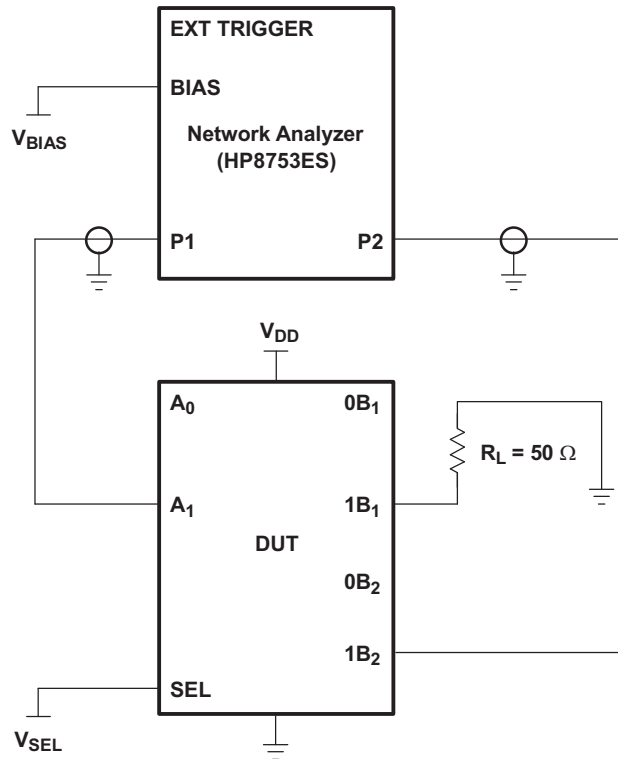 EXT TRIGGER
BIAS
V_BIAS
Network Analyzer
(HP8753ES)
P1 P2
V_DD
A_0 0B_1
R_L = 50 Ω
A_1 1B_1
DUT
0B_2
1B_2
SEL
V_SEL